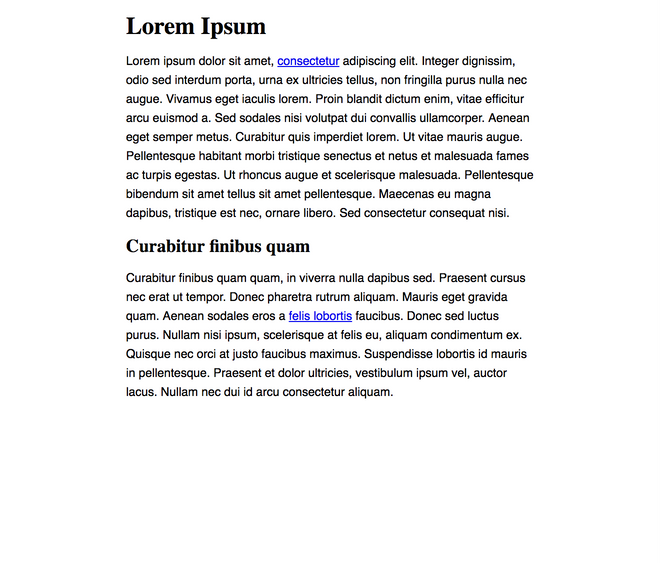 Lorem Ipsum
Lorem ipsum dolor sit amet, consectetur adipiscing elit. Integer dignissim,
odio sed interdum porta, urna ex ultricies tellus, non fringilla purus nulla nec
augue. Vivamus eget iaculis lorem. Proin blandit dictum enim, vitae efficitur
arcu euismod a. Sed sodales nisi volutpat dui convallis ullamcorper. Aenean
eget semper metus. Curabitur quis imperdiet lorem. Ut vitae mauris augue.
Pellentesque habitant morbi tristique senectus et netus et malesuada fames
ac turpis egestas. Ut rhoncus augue et scelerisque malesuada. Pellentesque
bibendum sit amet tellus sit amet pellentesque. Maecenas eu magna
dapibus, tristique est nec, ornare libero. Sed consectetur consequat nisi.
Curabitur finibus quam
Curabitur finibus quam quam, in viverra nulla dapibus sed. Praesent cursus
nec erat ut tempor. Donec pharetra rutrum aliquam. Mauris eget gravida
quam. Aenean sodales eros a felis lobortis faucibus. Donec sed luctus
purus. Nullam nisi ipsum, scelerisque at felis eu, aliquam condimentum ex.
Quisque nec orci at justo faucibus maximus. Suspendisse lobortis id mauris
in pellentesque. Praesent et dolor ultricies, vestibulum ipsum vel, auctor
lacus. Nullam nec dui id arcu consectetur aliquam.